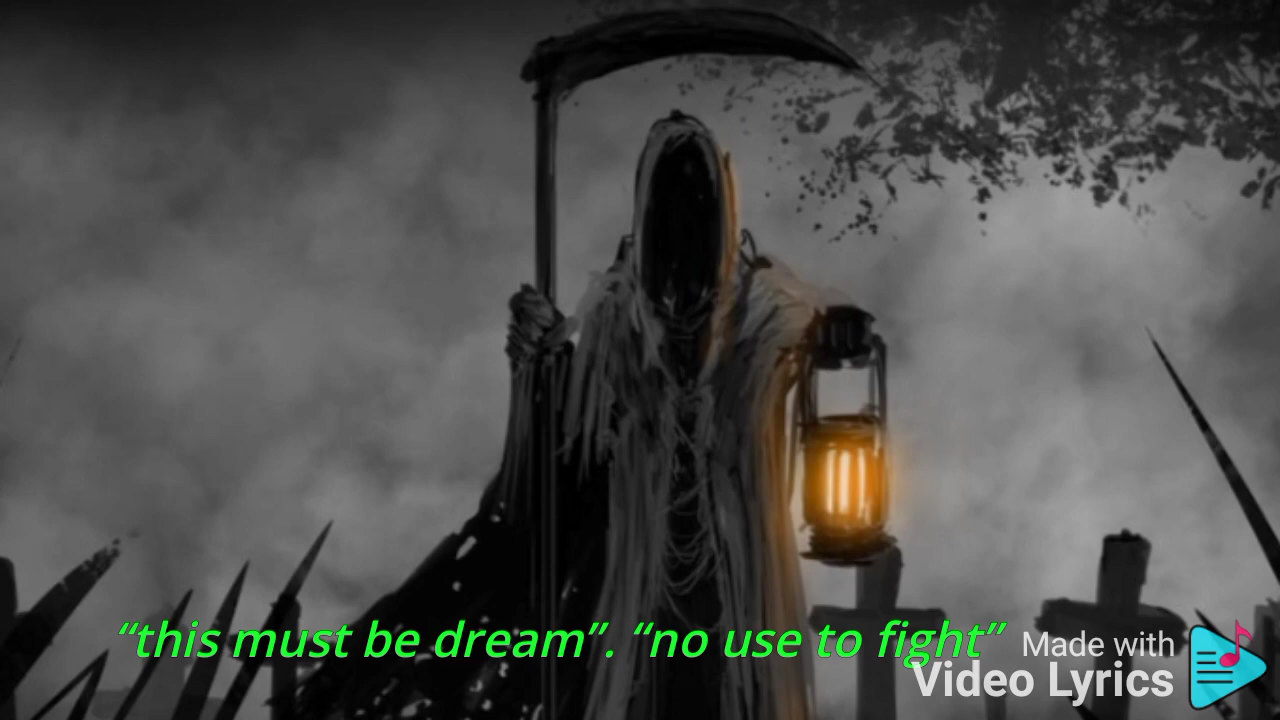 “this must be dream”. “no use to fight”
Made with
Video Lyrics